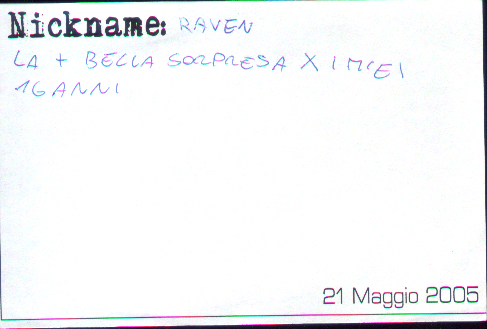 Nickname: RAVEN
LA + BELLA SORPRESA X I MIEI
16 ANNI
21 Maggio 2005